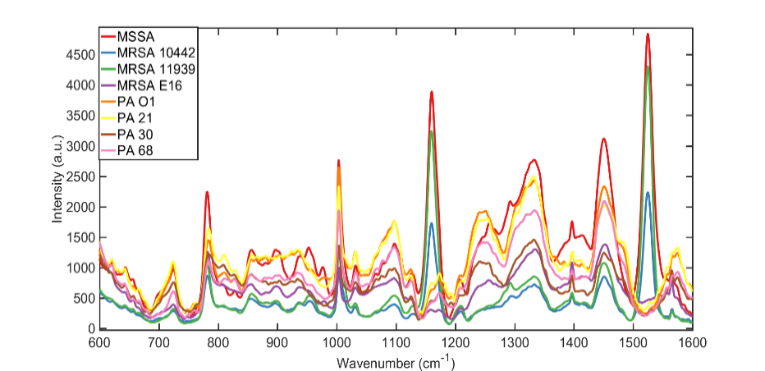 MSSA
MRSA 10442
MRSA 11939
MRSA E16
PA O1
PA 21
PA 30
PA 68
4500
4000
3500
3000
2500
2000
1500
1000
500
0
Intensity (a.u.)
600 700 800 900 1000 1100 1200 1300 1400 1500 1600
Wavenumber (cm⁻¹)